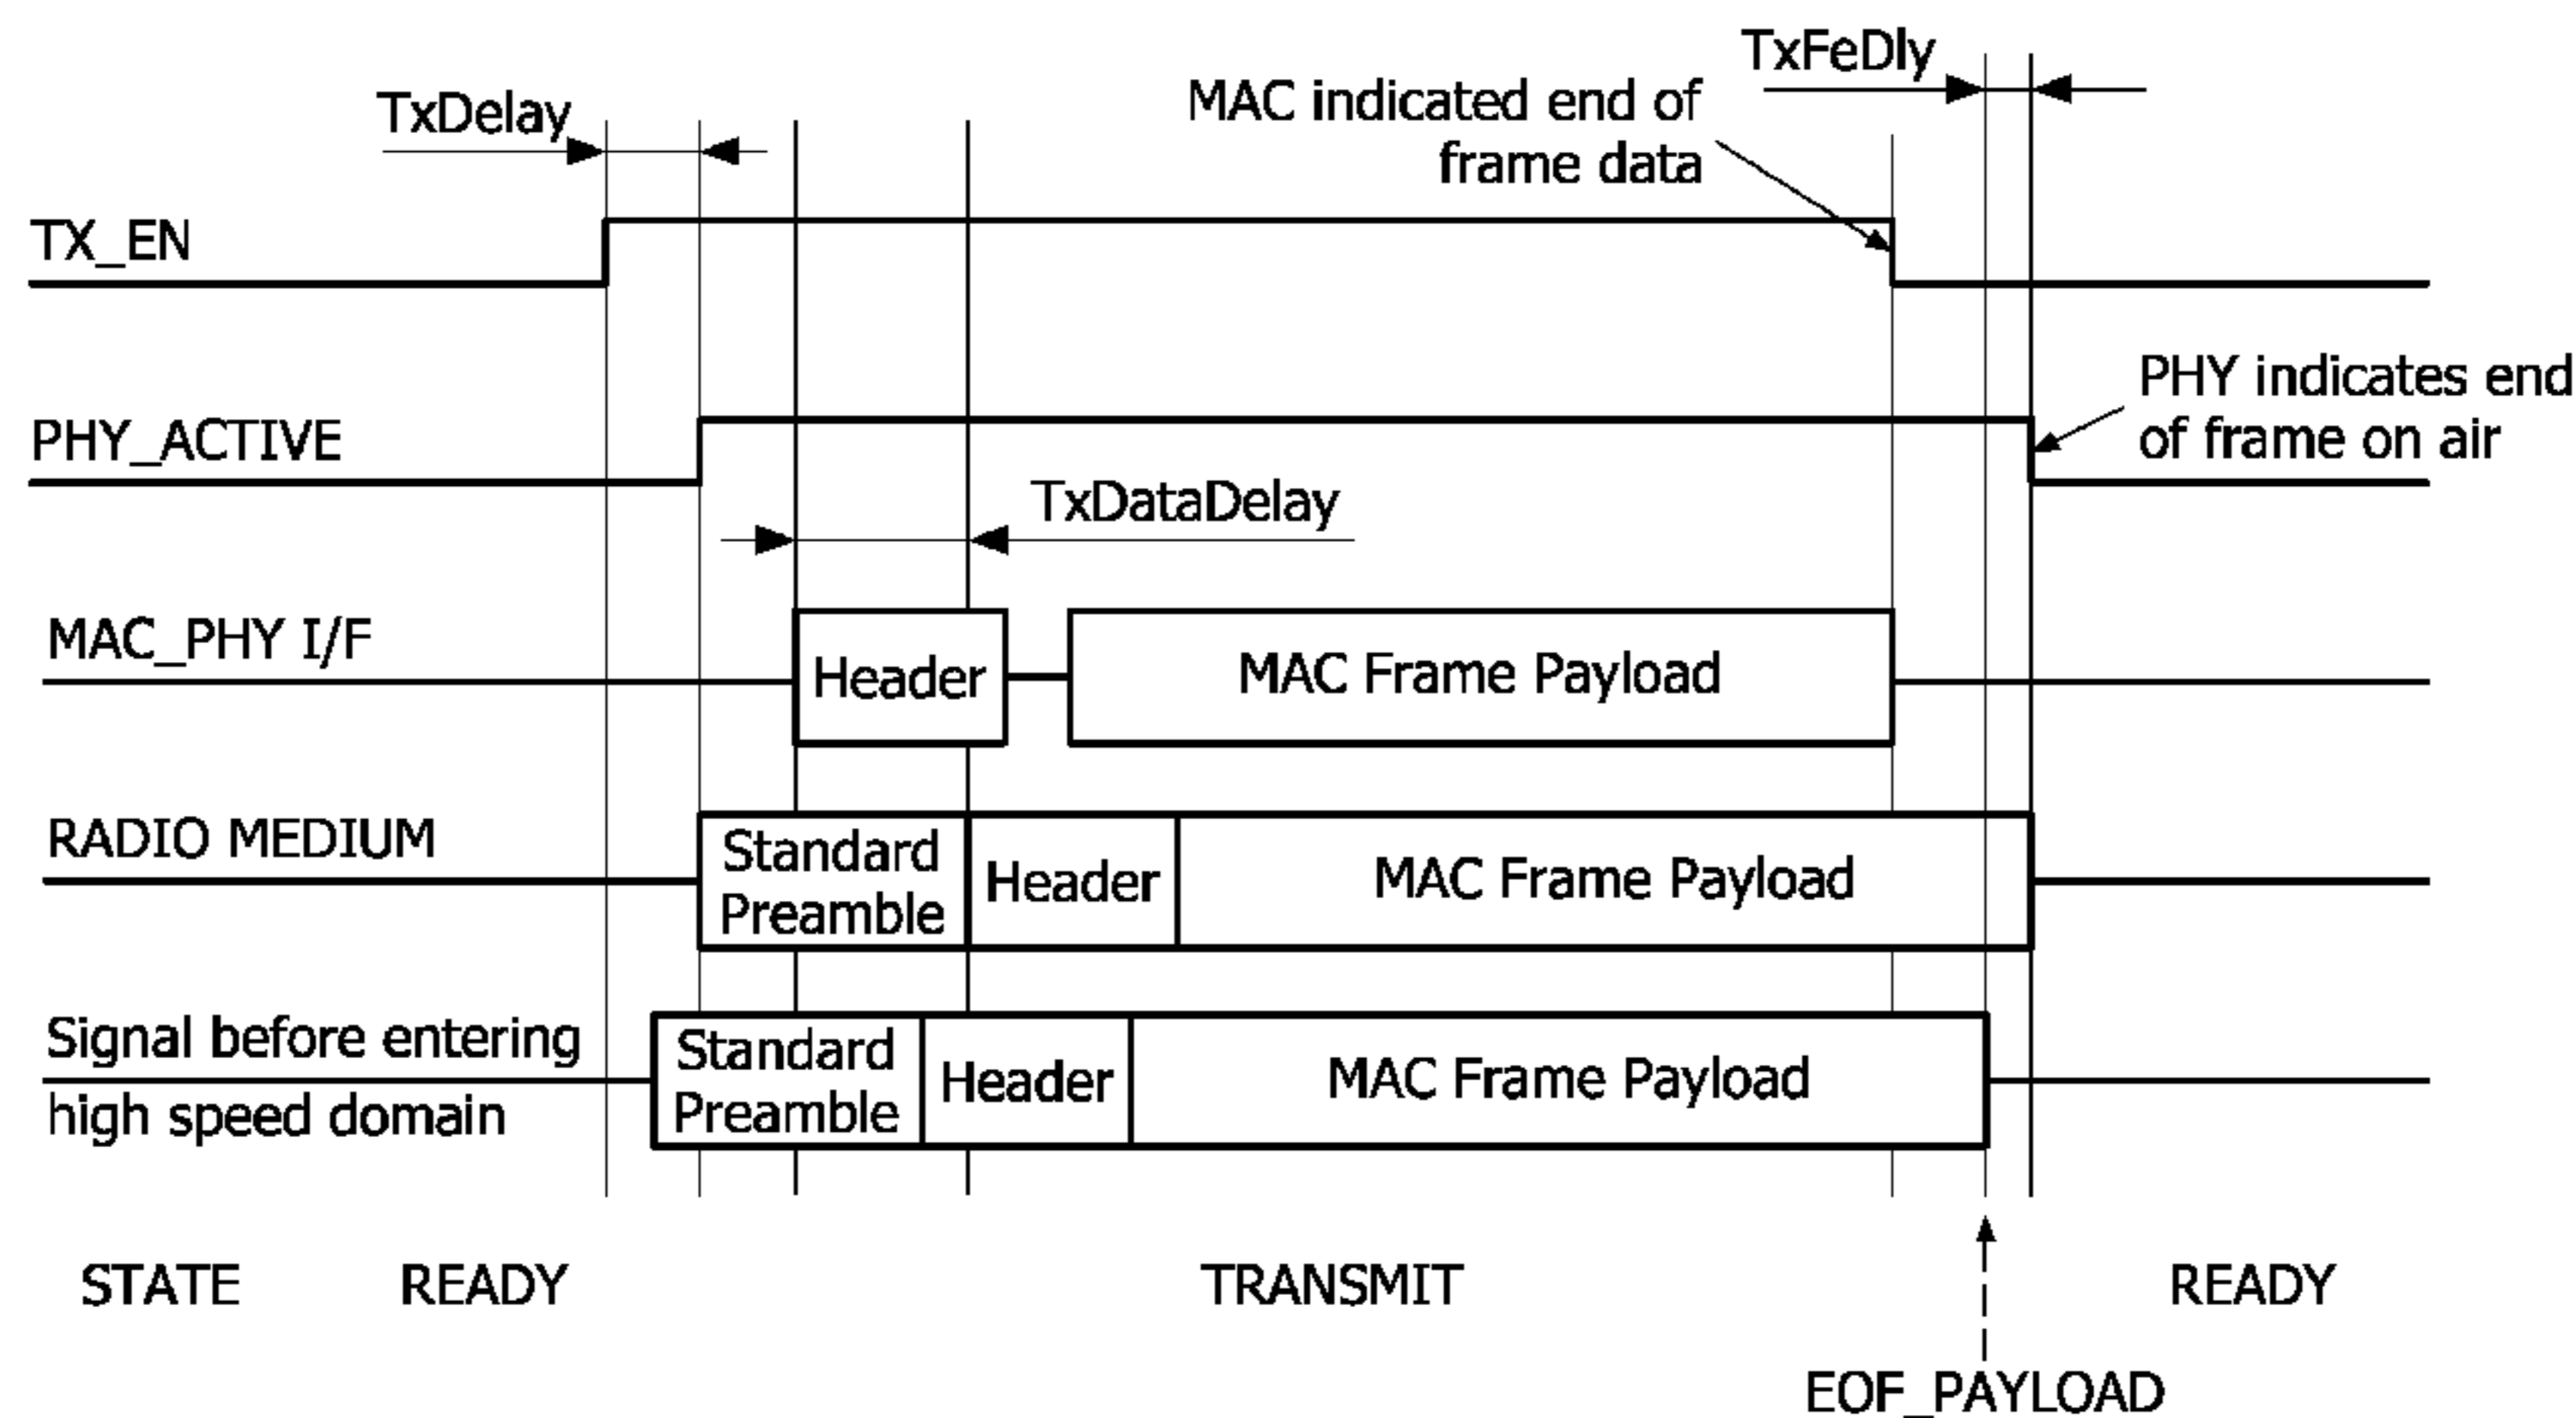 TxFeDly
MAC indicated end of
frame data
TxDelay
TX_EN
PHY indicates end
of frame on air
PHY_ACTIVE
TxDataDelay
MAC_PHY I/F
Header
MAC Frame Payload
RADIO MEDIUM
Standard
Preamble
Header
MAC Frame Payload
Signal before entering
high speed domain
Standard
Preamble
Header
MAC Frame Payload
STATE
READY
TRANSMIT
READY
EOF_PAYLOAD